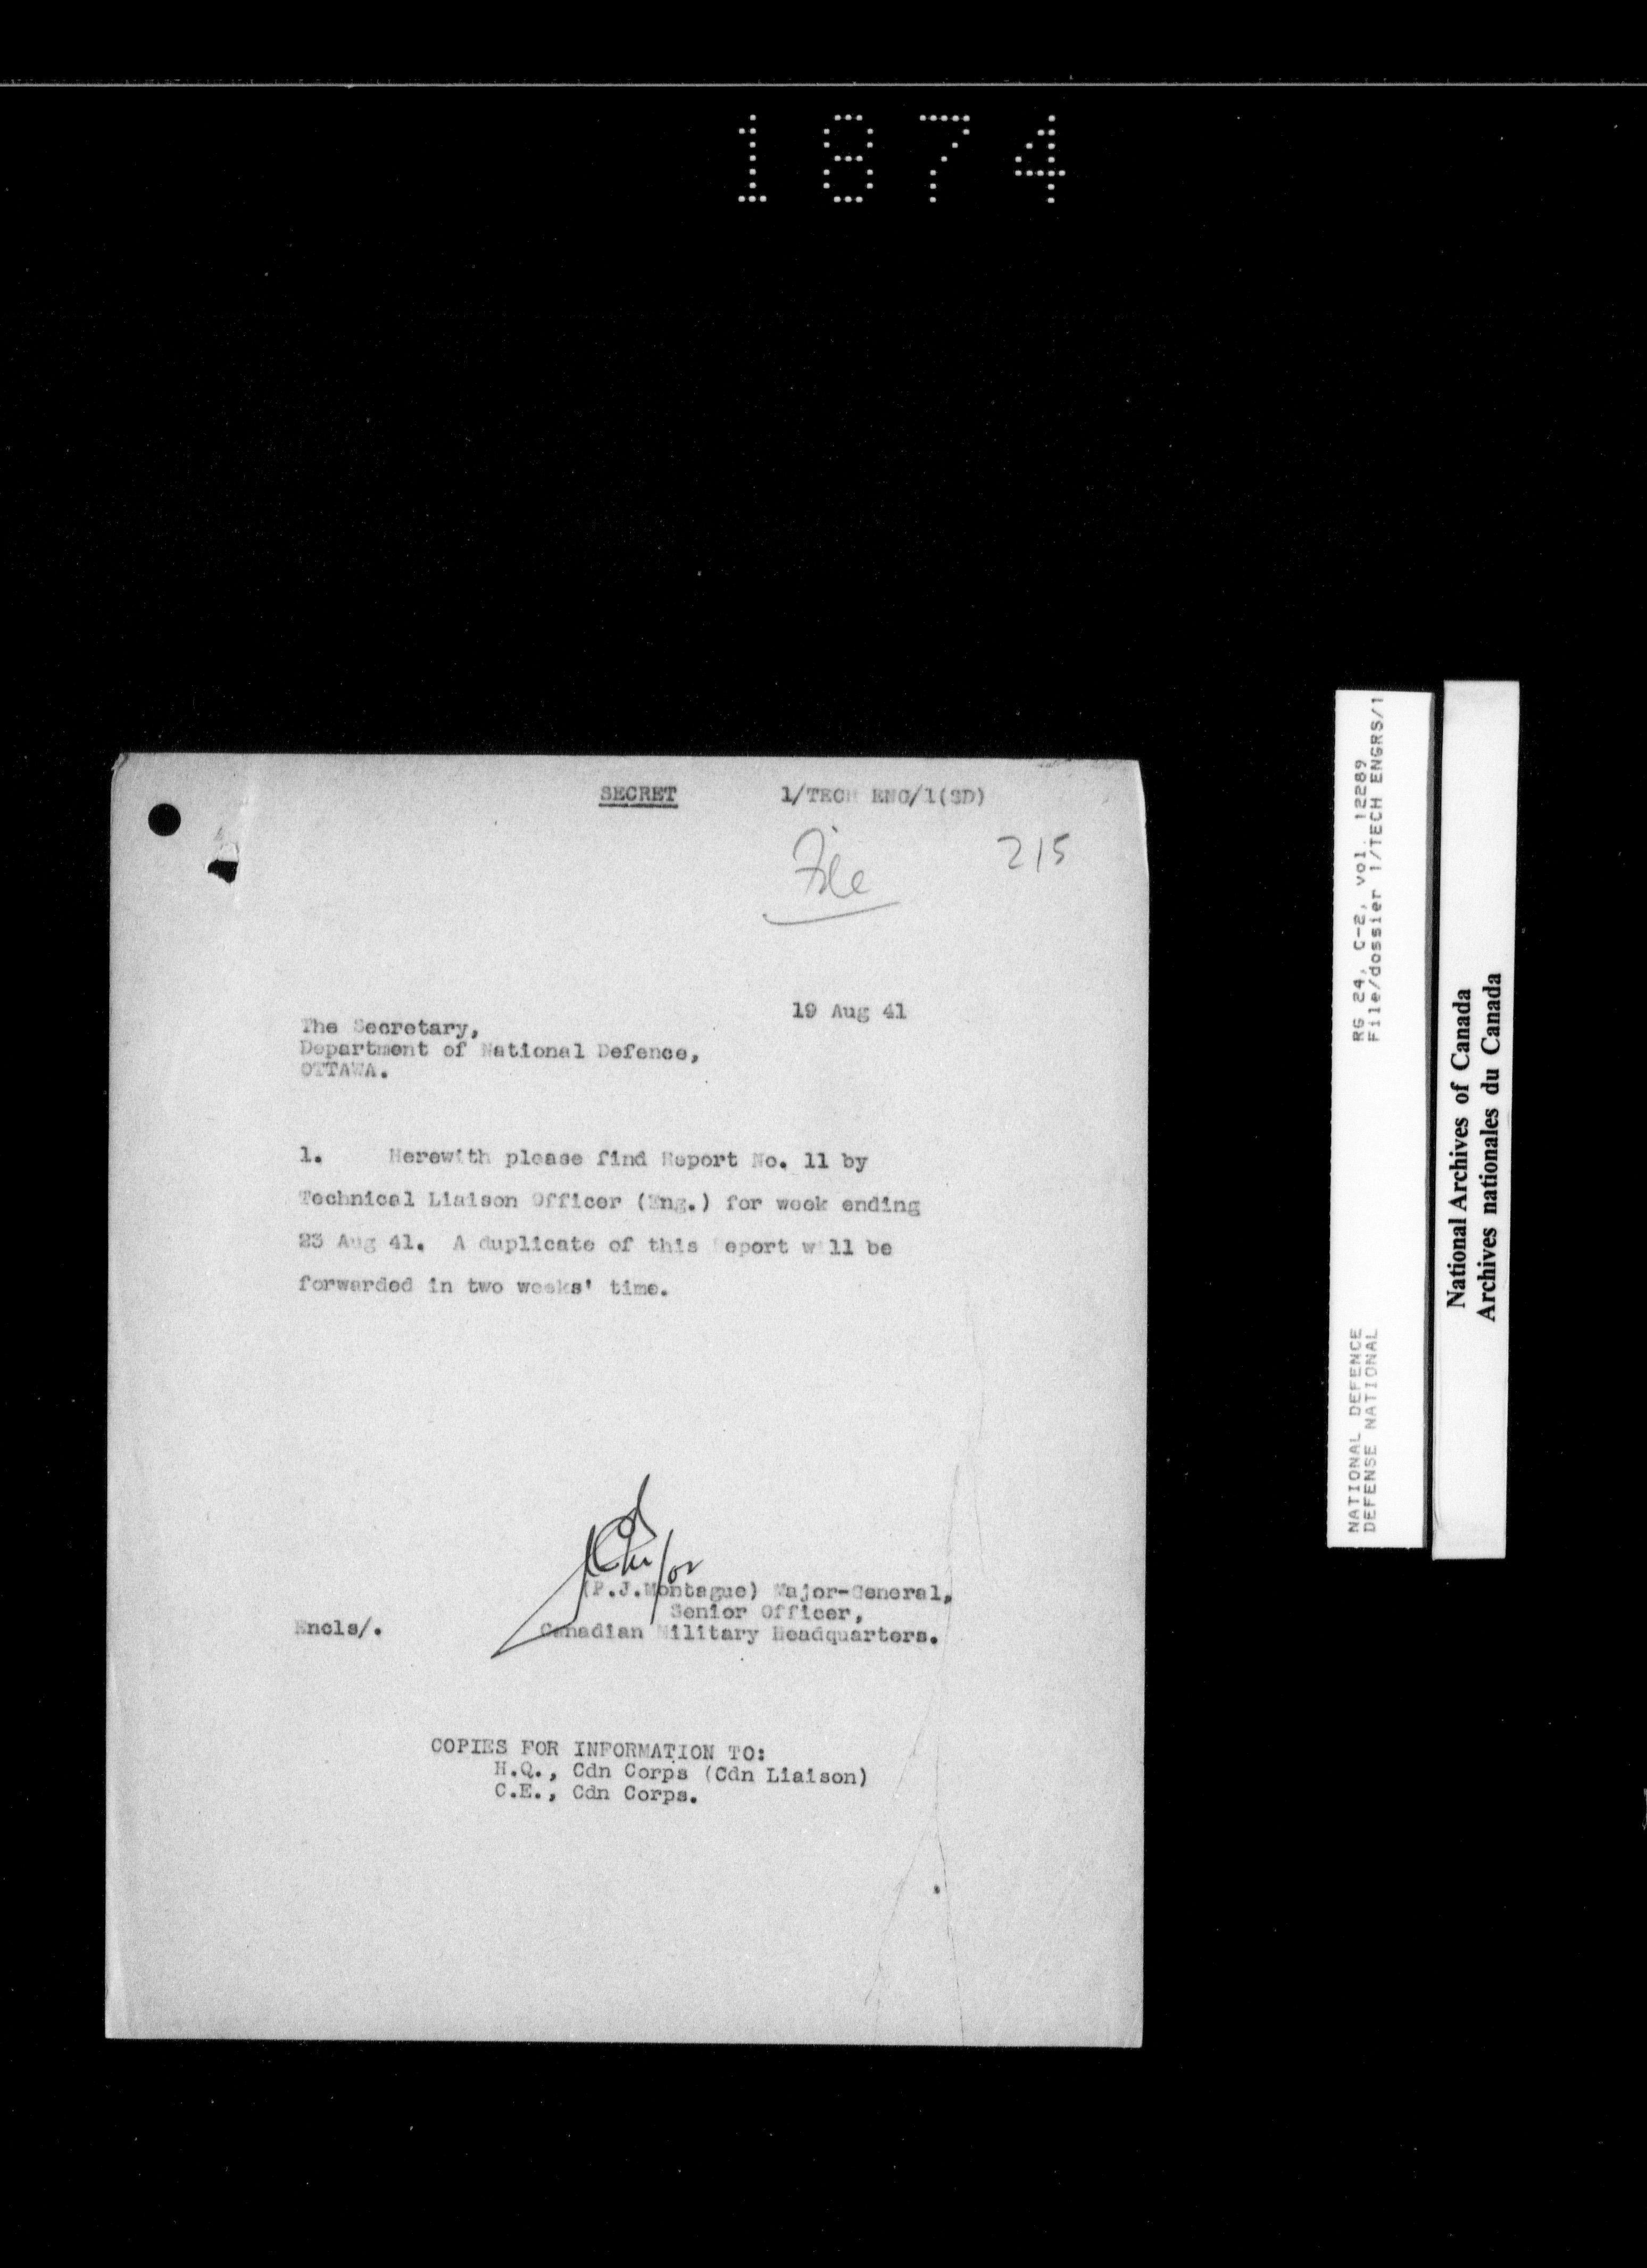 1874
SECRET 1/TECH ENG/1(SD)
File 215
19 Aug 41
The Secretary,
Department of National Defence,
OTTAWA.
1. Herewith please find Report No. 11 by
Technical Liaison Officer (Eng.) for week ending
23 Aug 41. A duplicate of this Report will be
forwarded in two weeks' time.
for
(P.J.Montague) Major-General,
Senior Officer,
Encls/. Canadian Military Headquarters.
COPIES FOR INFORMATION TO:
H.Q., Cdn Corps (Cdn Liaison)
C.E., Cdn Corps.
NATIONAL DEFENCE RG 24, C-2, vol. 12289
DEFENSE NATIONAL File/dossier 1/TECH ENGRS/1
National Archives of Canada
Archives nationales du Canada